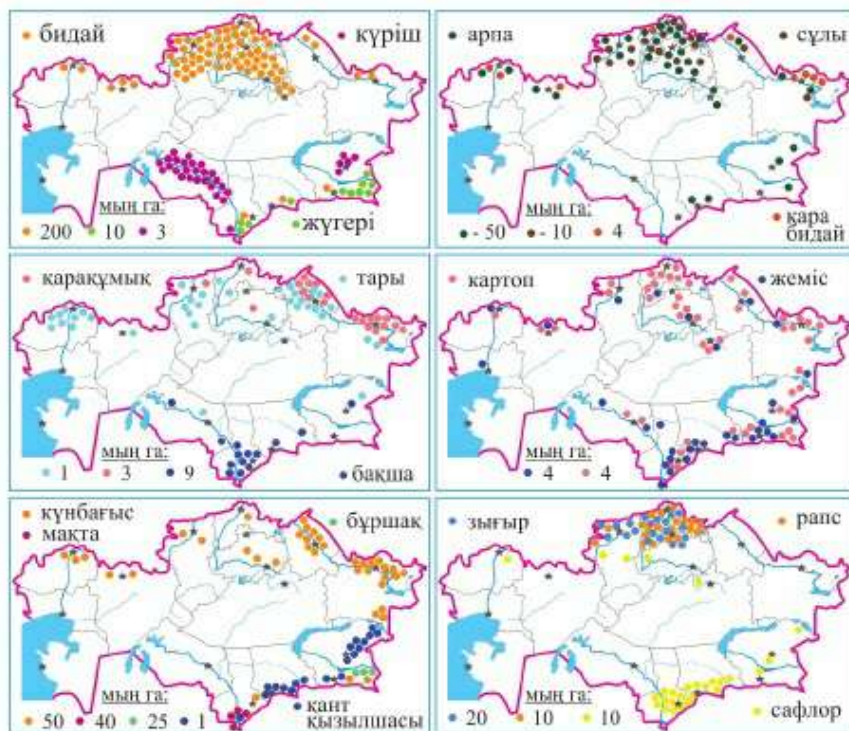 бидай
күріш
мың га:
200 10 3
жүгері
арпа
сұлы
мың га:
- 50 - 10 4
қара
бидай
қарақұмық
тары
мың га:
1 3 9
бақша
картоп
жеміс
мың га:
4 4
күнбағыс
мақта
бұршақ
мың га:
50 40 25 1
қант
қызылшасы
зығыр
рапс
мың га:
20 10 10
сафлор